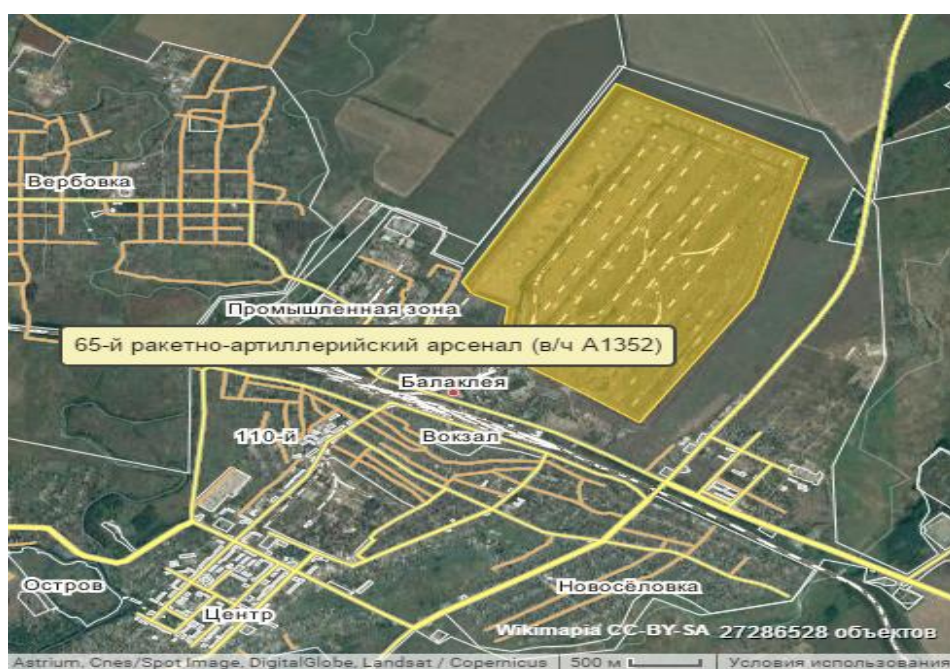 Вербовка
Промышленная зона
65-й ракетно-артиллерийский арсенал (в/ч А1352)
Балаклея
110-й
Вокзал
Остров
Новосёловка
Центр
Wikimapia CC-BY-SA 27286528 объектов
Astrium, Cnes/Spot Image, DigitalGlobe, Landsat / Copernicus 500 м Условия использования